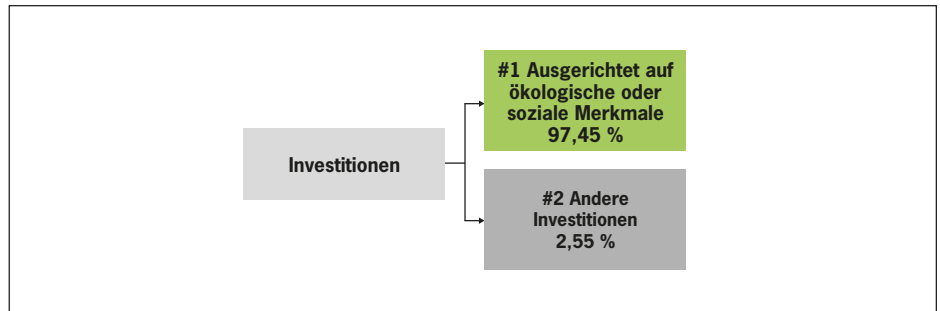 Investitionen
#1 Ausgerichtet auf
ökologische oder
soziale Merkmale
97,45 %
#2 Andere
Investitionen
2,55 %